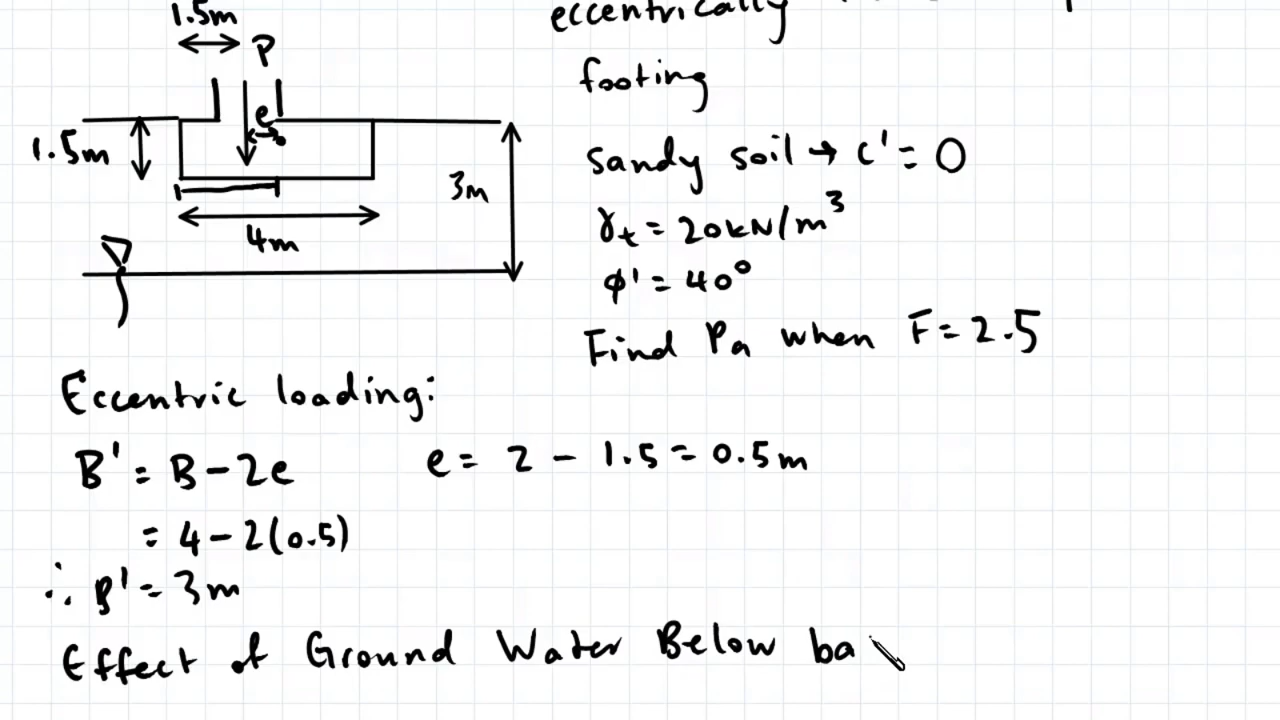 1.5m
eccentrically
P
footing
e
1.5m
sandy soil → c' = 0
3m
γt = 20kN/m³
4m
φ' = 40°
Find Pa when F = 2.5
Eccentric loading:
B' = B - 2e
e = 2 - 1.5 = 0.5m
= 4 - 2(0.5)
∴ B' = 3m
Effect of Ground Water Below ba